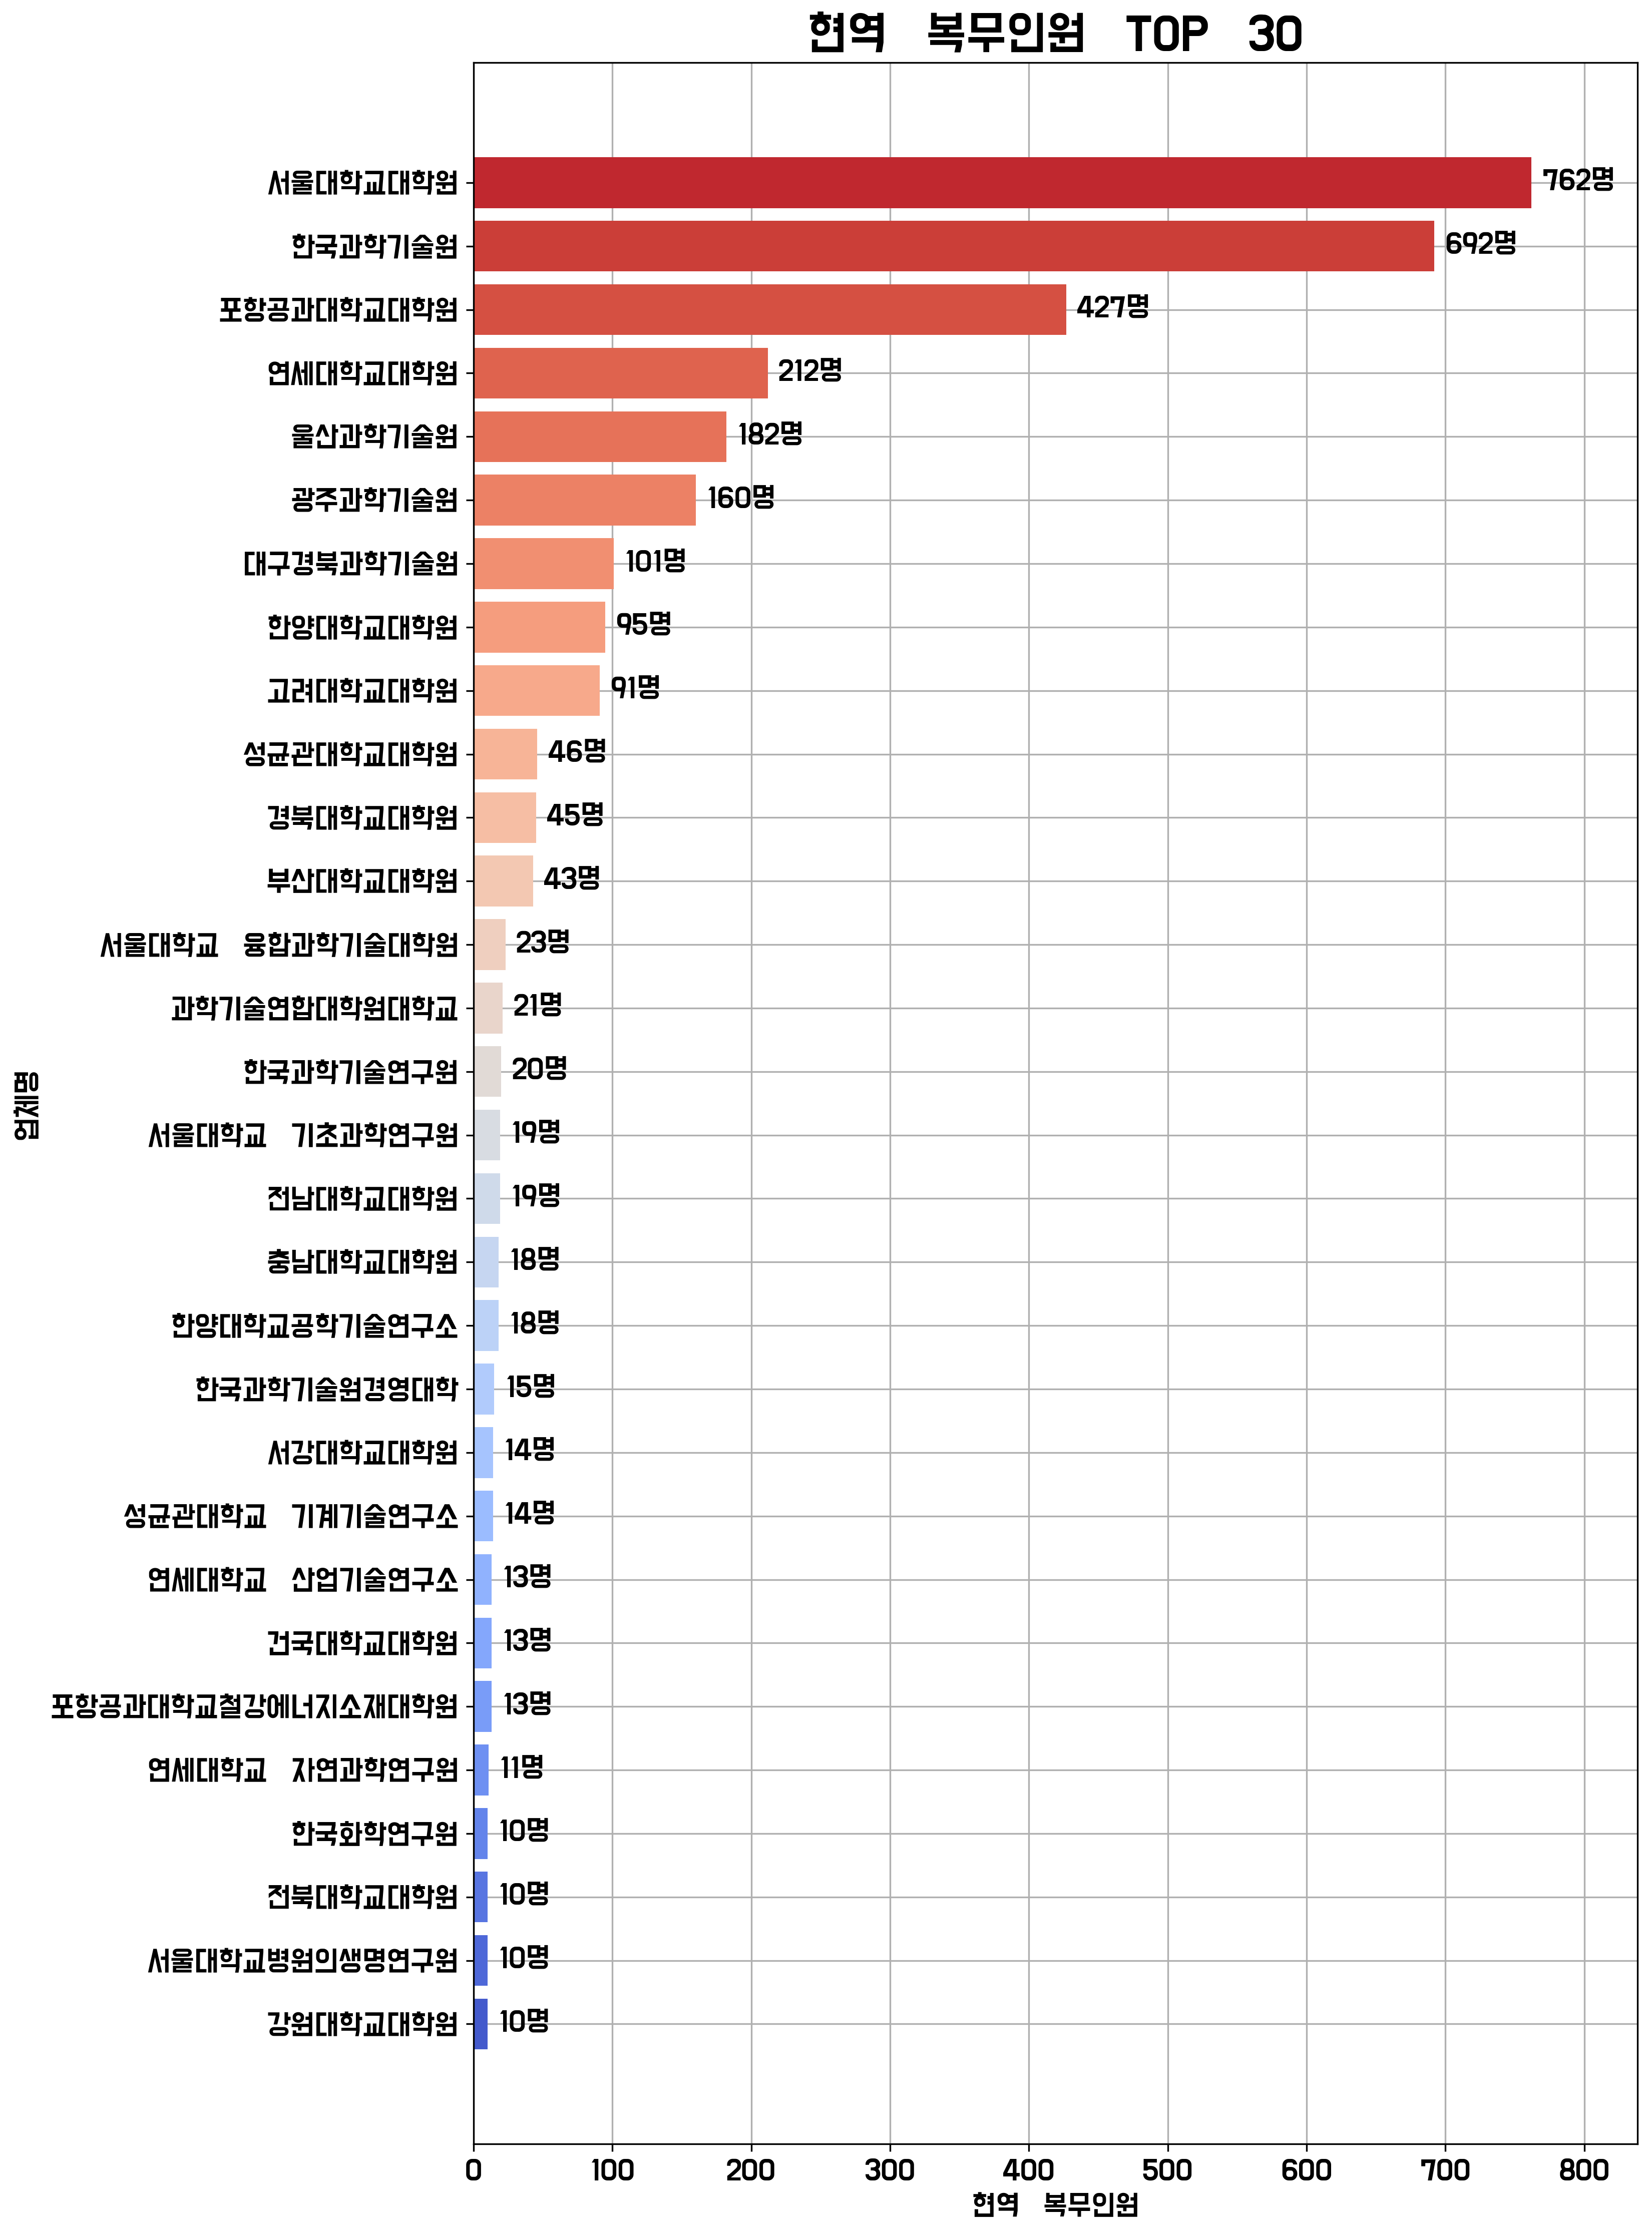 현역 복무인원 TOP 30
서울대학교대학원 762명
한국과학기술원 692명
포항공과대학교대학원 427명
연세대학교대학원 212명
울산과학기술원 182명
광주과학기술원 160명
대구경북과학기술원 101명
한양대학교대학원 95명
고려대학교대학원 91명
성균관대학교대학원 46명
경북대학교대학원 45명
부산대학교대학원 43명
서울대학교 융합과학기술대학원 23명
과학기술연합대학원대학교 21명
한국과학기술연구원 20명
서울대학교 기초과학연구원 19명
전남대학교대학원 19명
충남대학교대학원 18명
한양대학교공학기술연구소 18명
한국과학기술원경영대학 15명
서강대학교대학원 14명
성균관대학교 기계기술연구소 14명
연세대학교 산업기술연구소 13명
건국대학교대학원 13명
포항공과대학교철강에너지소재대학원 13명
연세대학교 자연과학연구원 11명
한국화학연구원 10명
전북대학교대학원 10명
서울대학교병원의생명연구원 10명
강원대학교대학원 10명
업체명
0 100 200 300 400 500 600 700 800
현역 복무인원